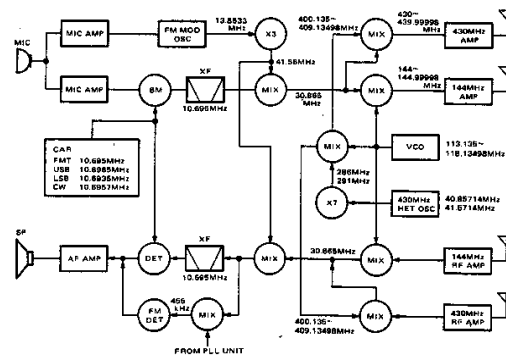 MIC
MIC AMP
FM MOD
OSC
13.8533
MHz
X3
400.135~
409.13498MHz
MIX
430~
439.99998
MHz
430MHz
AMP
41.56MHz
MIC AMP
BM
XF
10.695MHz
MIX
30.865
MHz
144~
144.99998
MHz
MIX
144MHz
AMP
CAR
FMT 10.695MHz
USB 10.6965MHz
LSB 10.6935MHz
CW 10.6957MHz
MIX
VCO
113.135~
118.13498MHz
286MHz
291MHz
X7
430MHz
HET OSC
40.85714MHz
41.5714MHz
SP
AF AMP
DET
XF
10.695MHz
MIX
30.865MHz
MIX
144MHz
RF AMP
FM
DET
455
kHz
MIX
400.135~
409.13498MHz
MIX
430MHz
RF AMP
FROM PLL UNIT